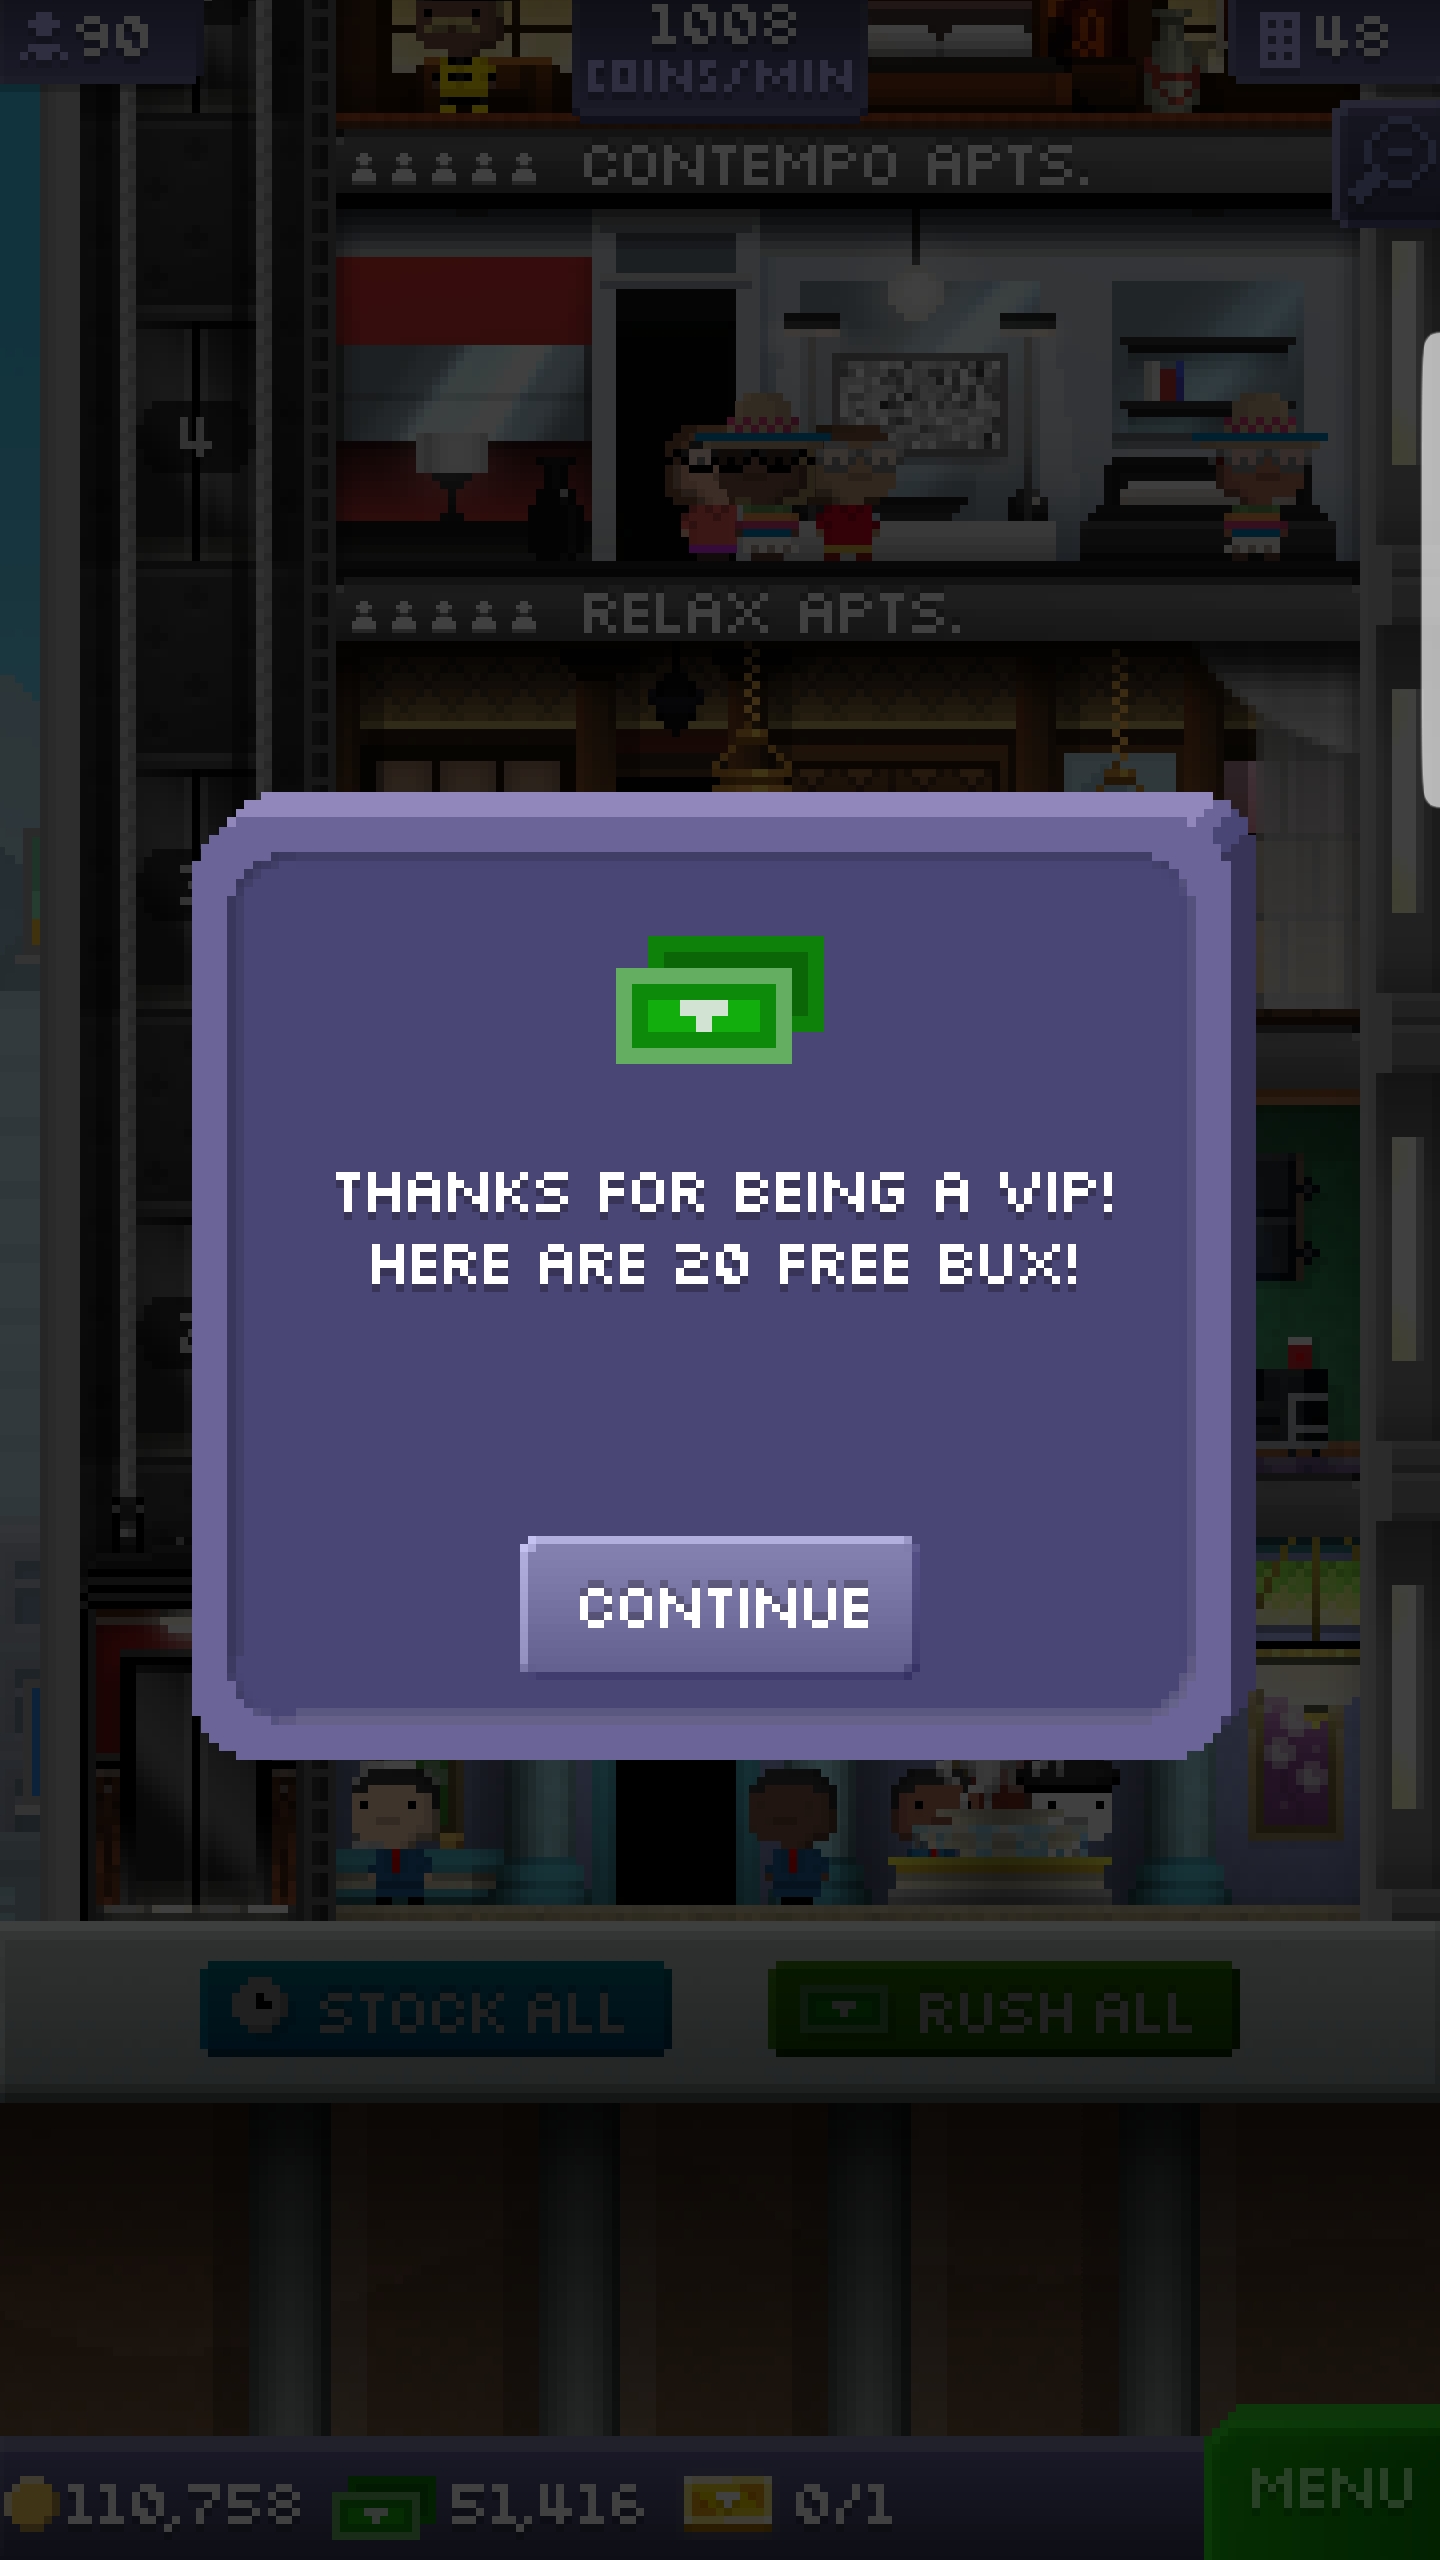 90
1008
COINS/MIN
48
CONTEMPO APTS.
4
RELAX APTS.
THANKS FOR BEING A VIP!
HERE ARE 20 FREE BUX!
CONTINUE
STOCK ALL
RUSH ALL
110,758
51,416
0/1
MENU